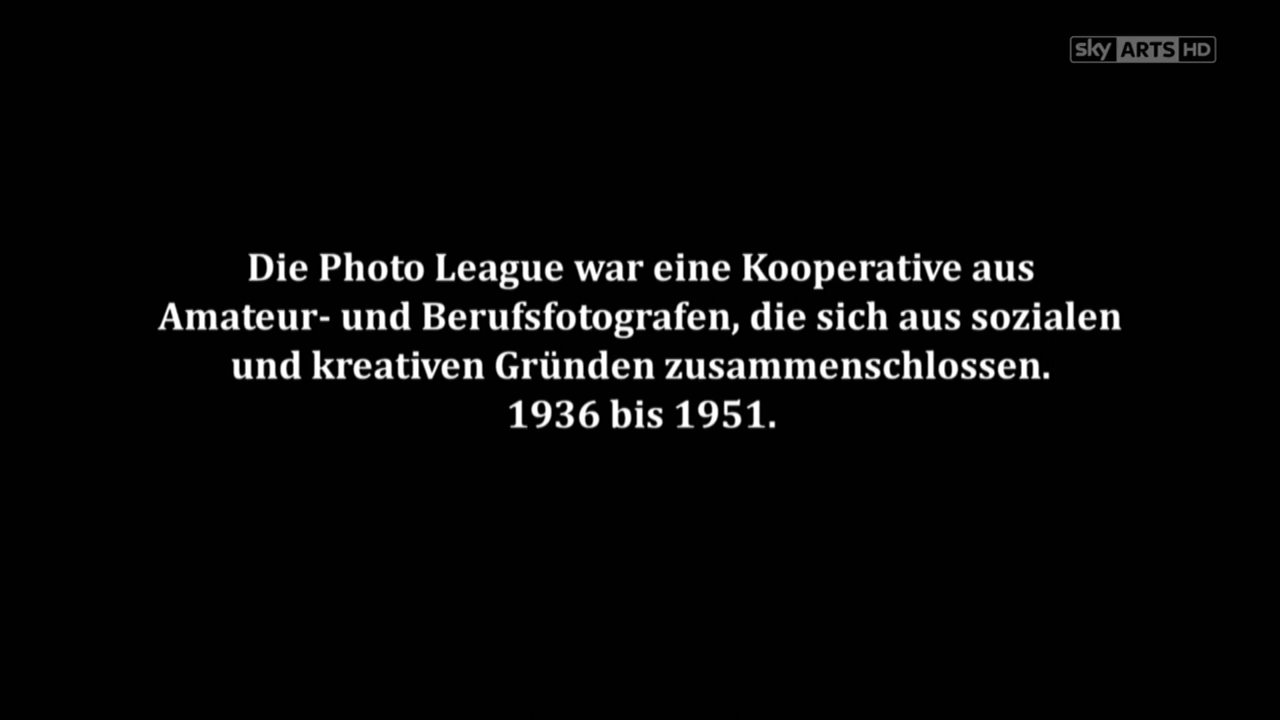 sky ARTS HD
Die Photo League war eine Kooperative aus
Amateur- und Berufsfotografen, die sich aus sozialen
und kreativen Gründen zusammenschlossen.
1936 bis 1951.